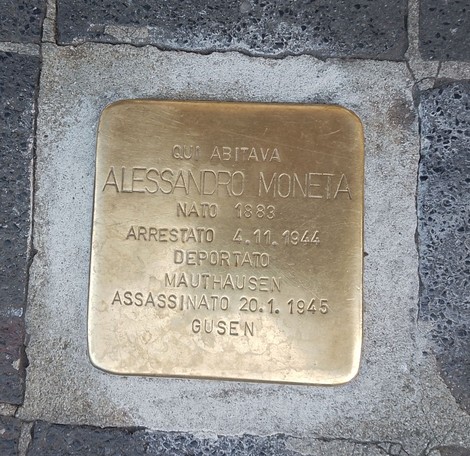 QUI ABITAVA
ALESSANDRO MONETA
NATO 1883
ARRESTATO 4.11.1944
DEPORTATO
MAUTHAUSEN
ASSASSINATO 20.1.1945
GUSEN